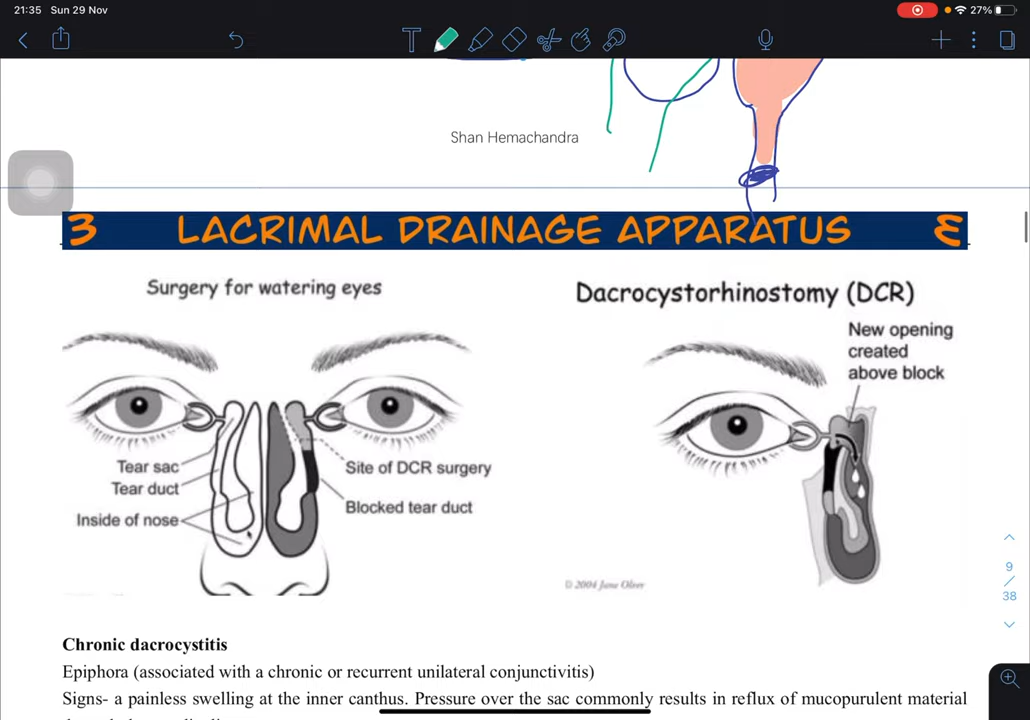 21:35 Sun 29 Nov
27%
T
Shan Hemachandra
3 LACRIMAL DRAINAGE APPARATUS 3
Surgery for watering eyes
Tear sac
Tear duct
Inside of nose
Site of DCR surgery
Blocked tear duct
Dacrocystorhinostomy (DCR)
New opening
created
above block
© 2004 Jane Olver
9
/
38
Chronic dacrocystitis
Epiphora (associated with a chronic or recurrent unilateral conjunctivitis)
Signs- a painless swelling at the inner canthus. Pressure over the sac commonly results in reflux of mucopurulent material